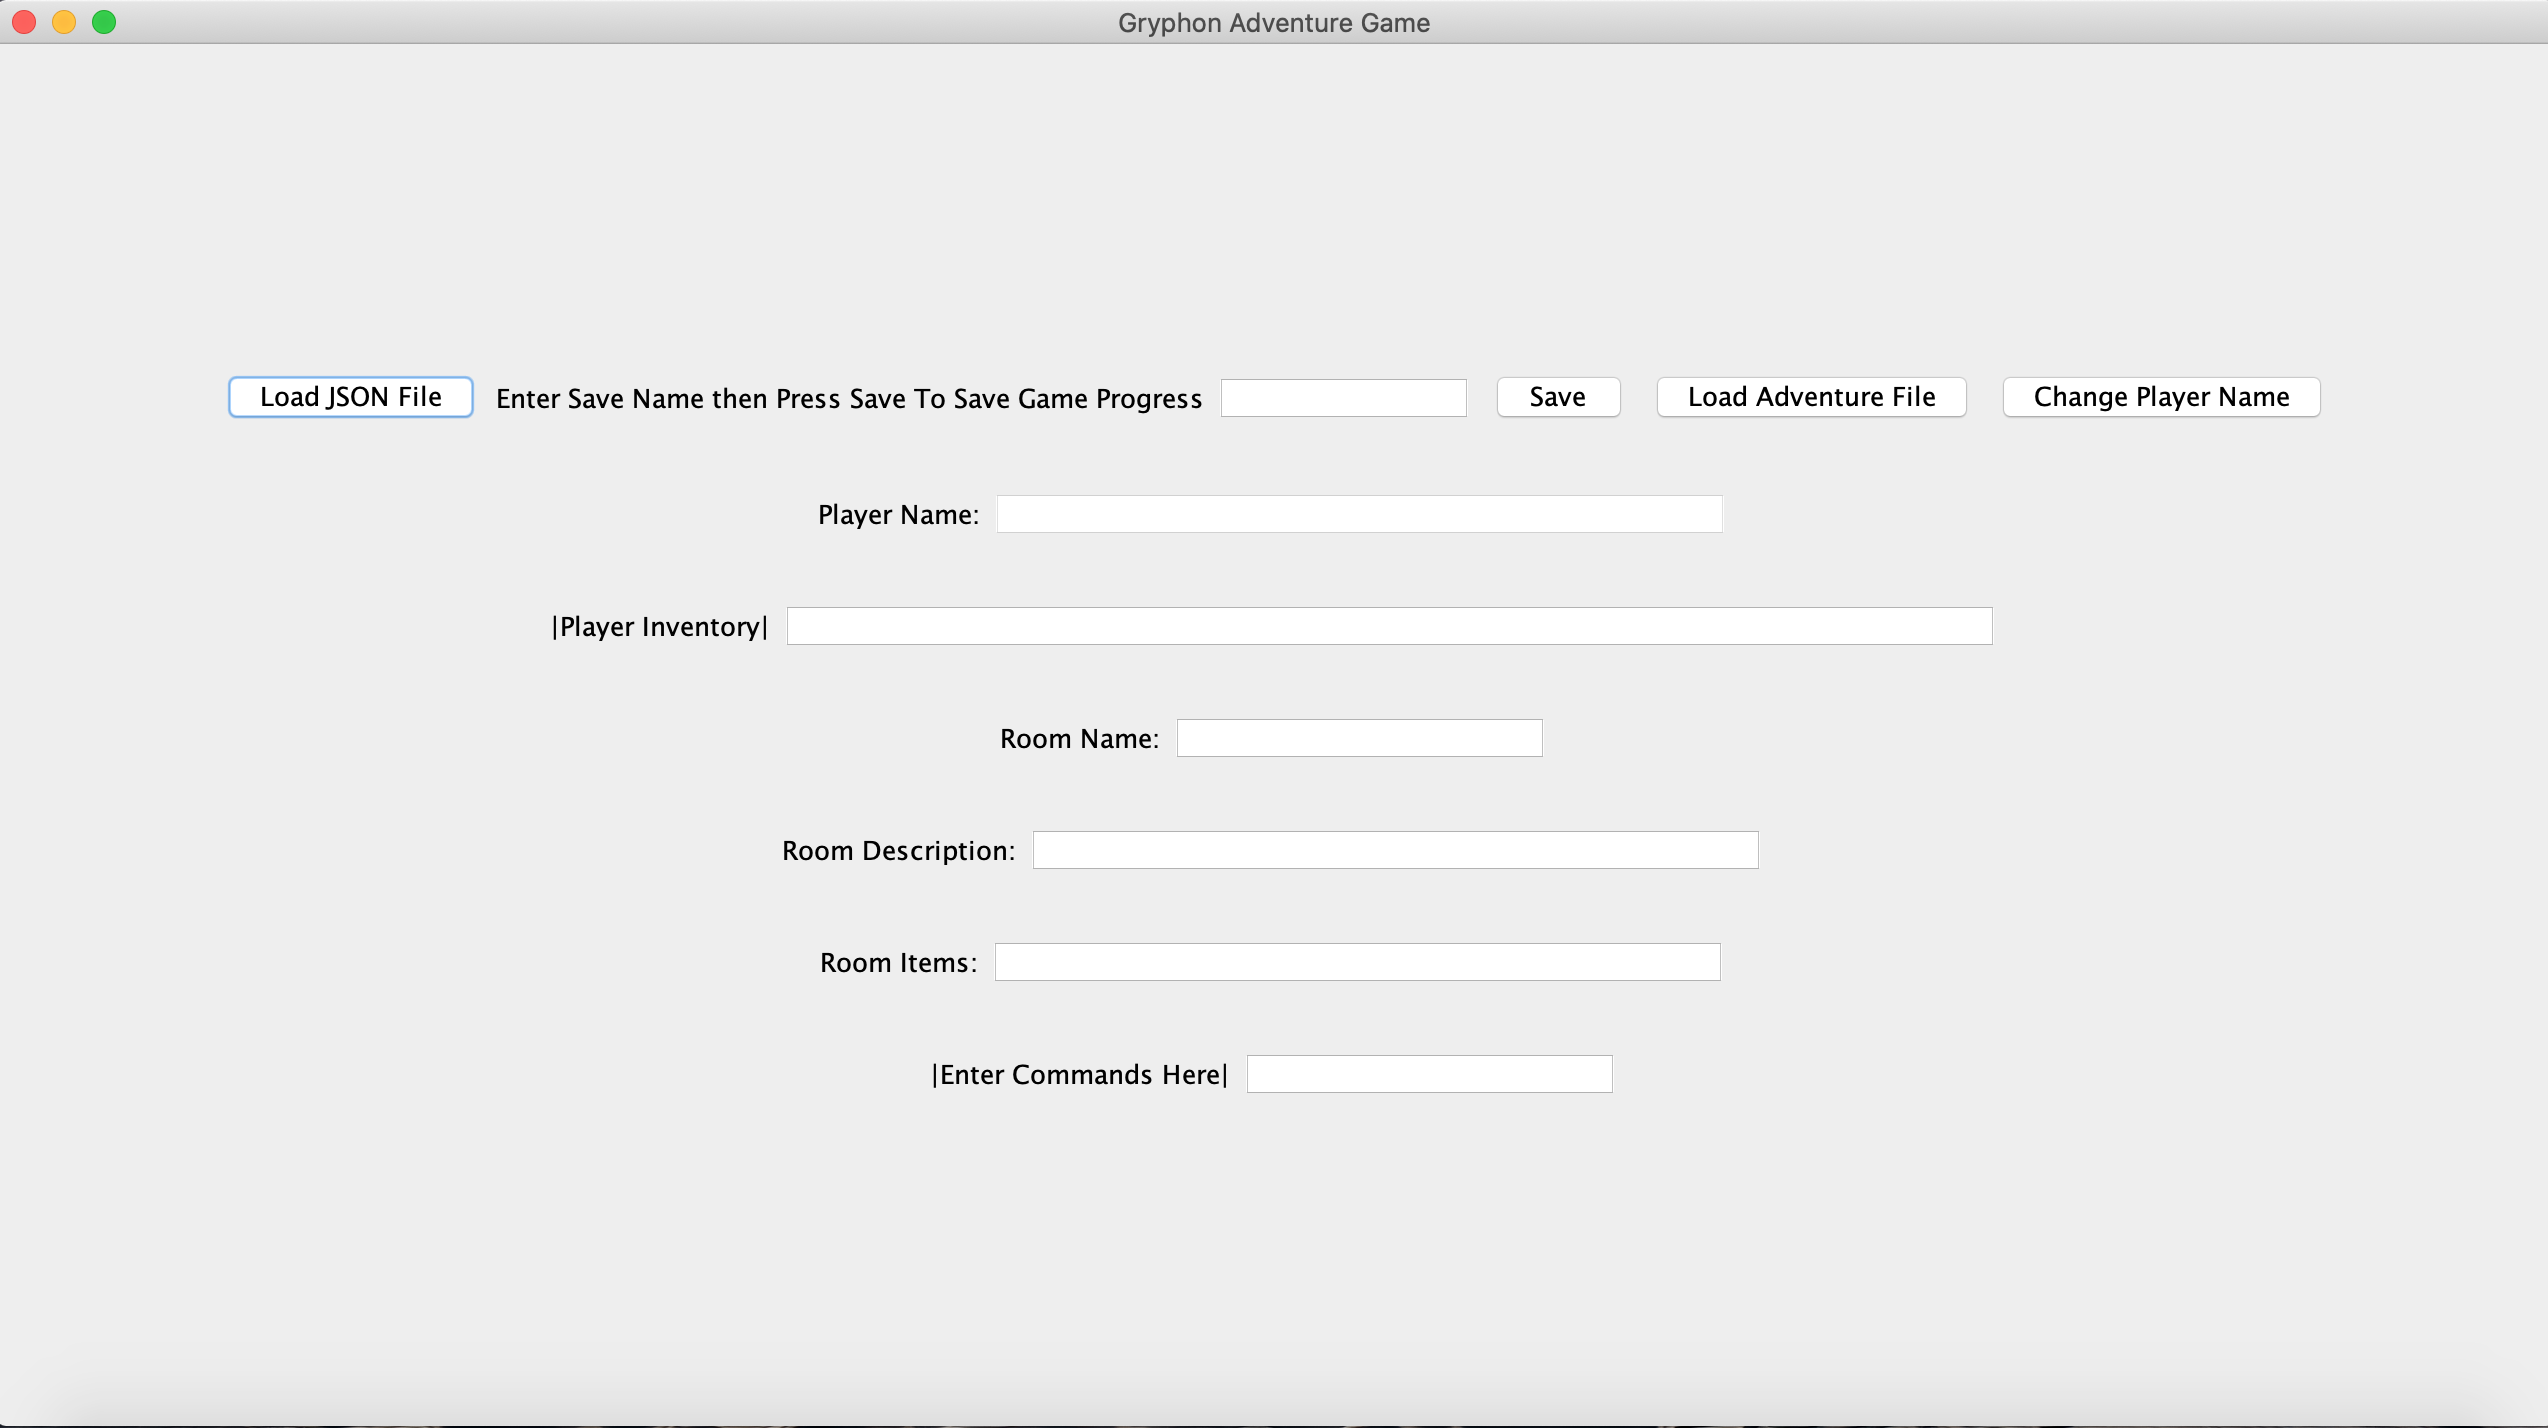 Gryphon Adventure Game
Load JSON File Enter Save Name then Press Save To Save Game Progress Save Load Adventure File Change Player Name
Player Name:
|Player Inventory|
Room Name:
Room Description:
Room Items:
|Enter Commands Here|